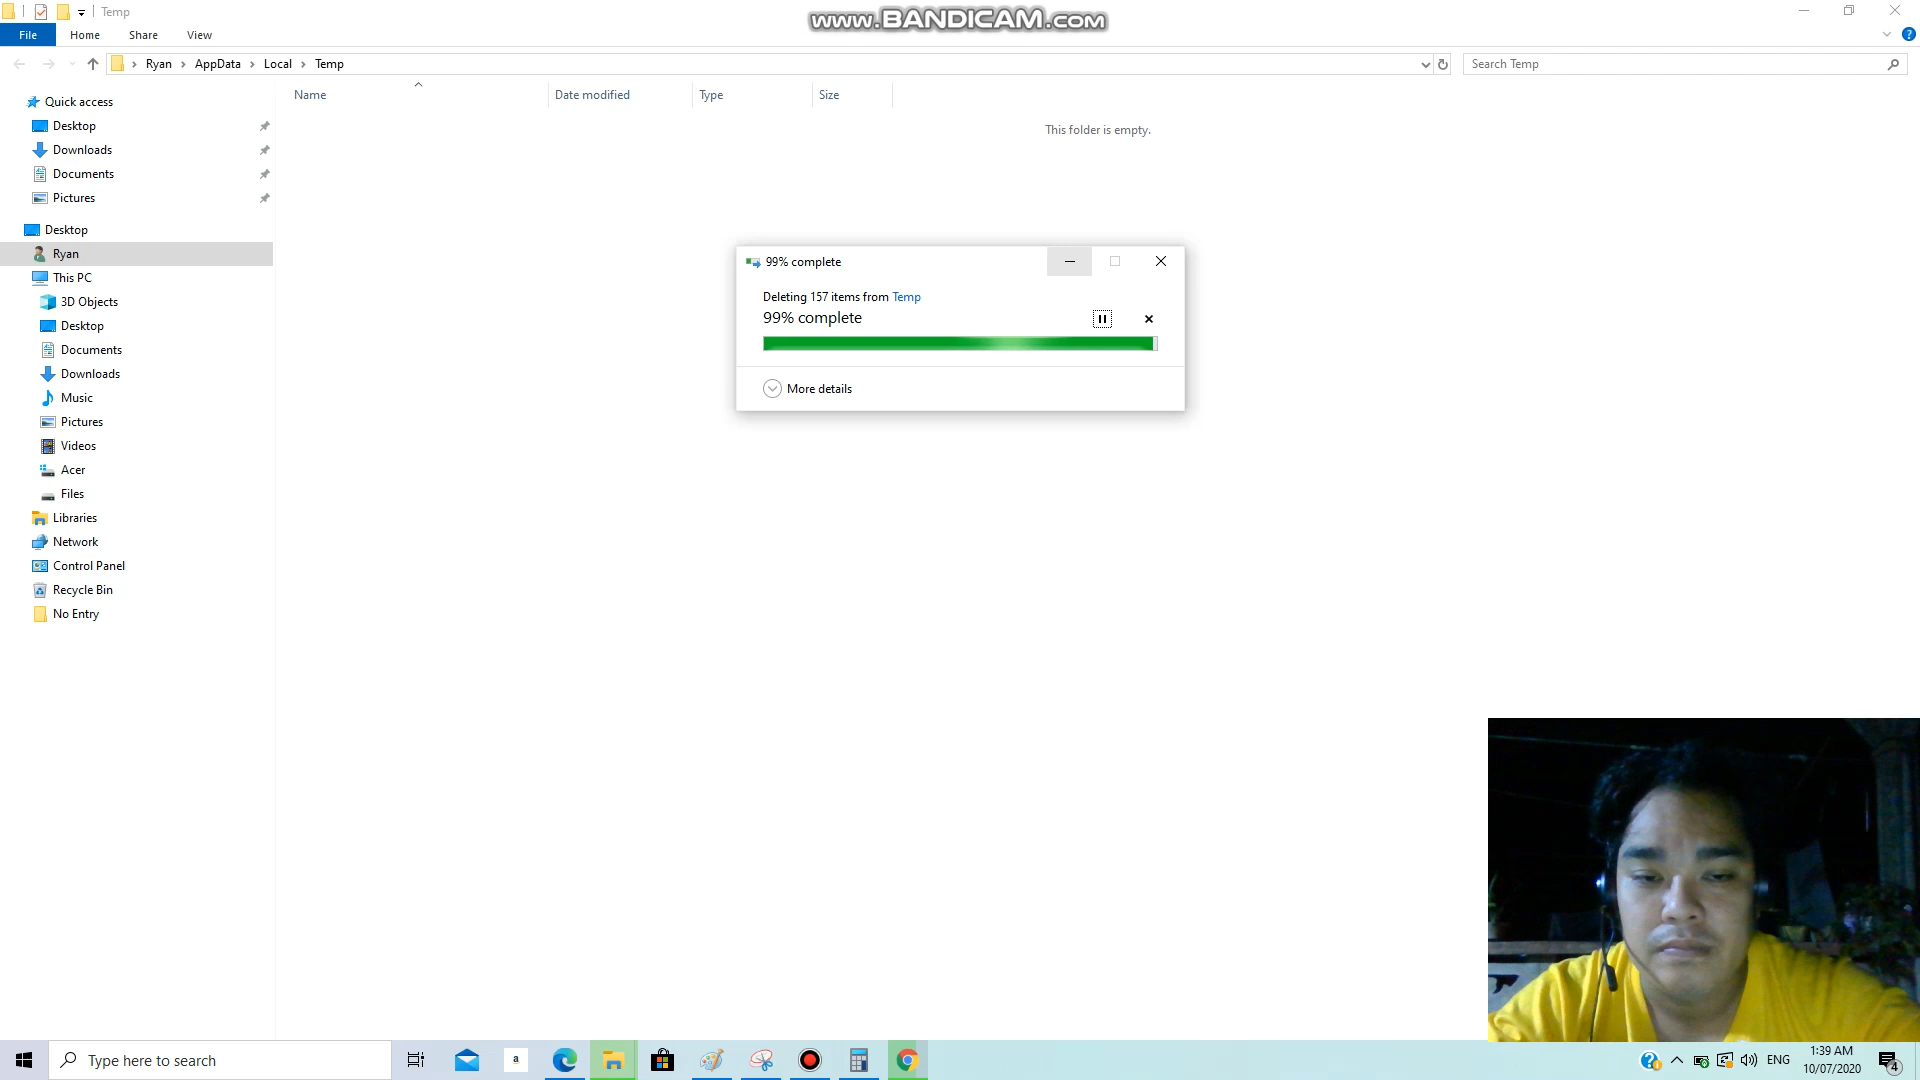 Temp
www.BANDICAM.com
File
Home
Share
View
Ryan
AppData
Local
Temp
Search Temp
Quick access
Desktop
Downloads
Documents
Pictures
Desktop
Ryan
This PC
3D Objects
Desktop
Documents
Downloads
Music
Pictures
Videos
Acer
Files
Libraries
Network
Control Panel
Recycle Bin
No Entry
Name
Date modified
Type
Size
This folder is empty.
99% complete
Deleting 157 items from Temp
99% complete
More details
Type here to search
a
ENG
1:39 AM
10/07/2020
4